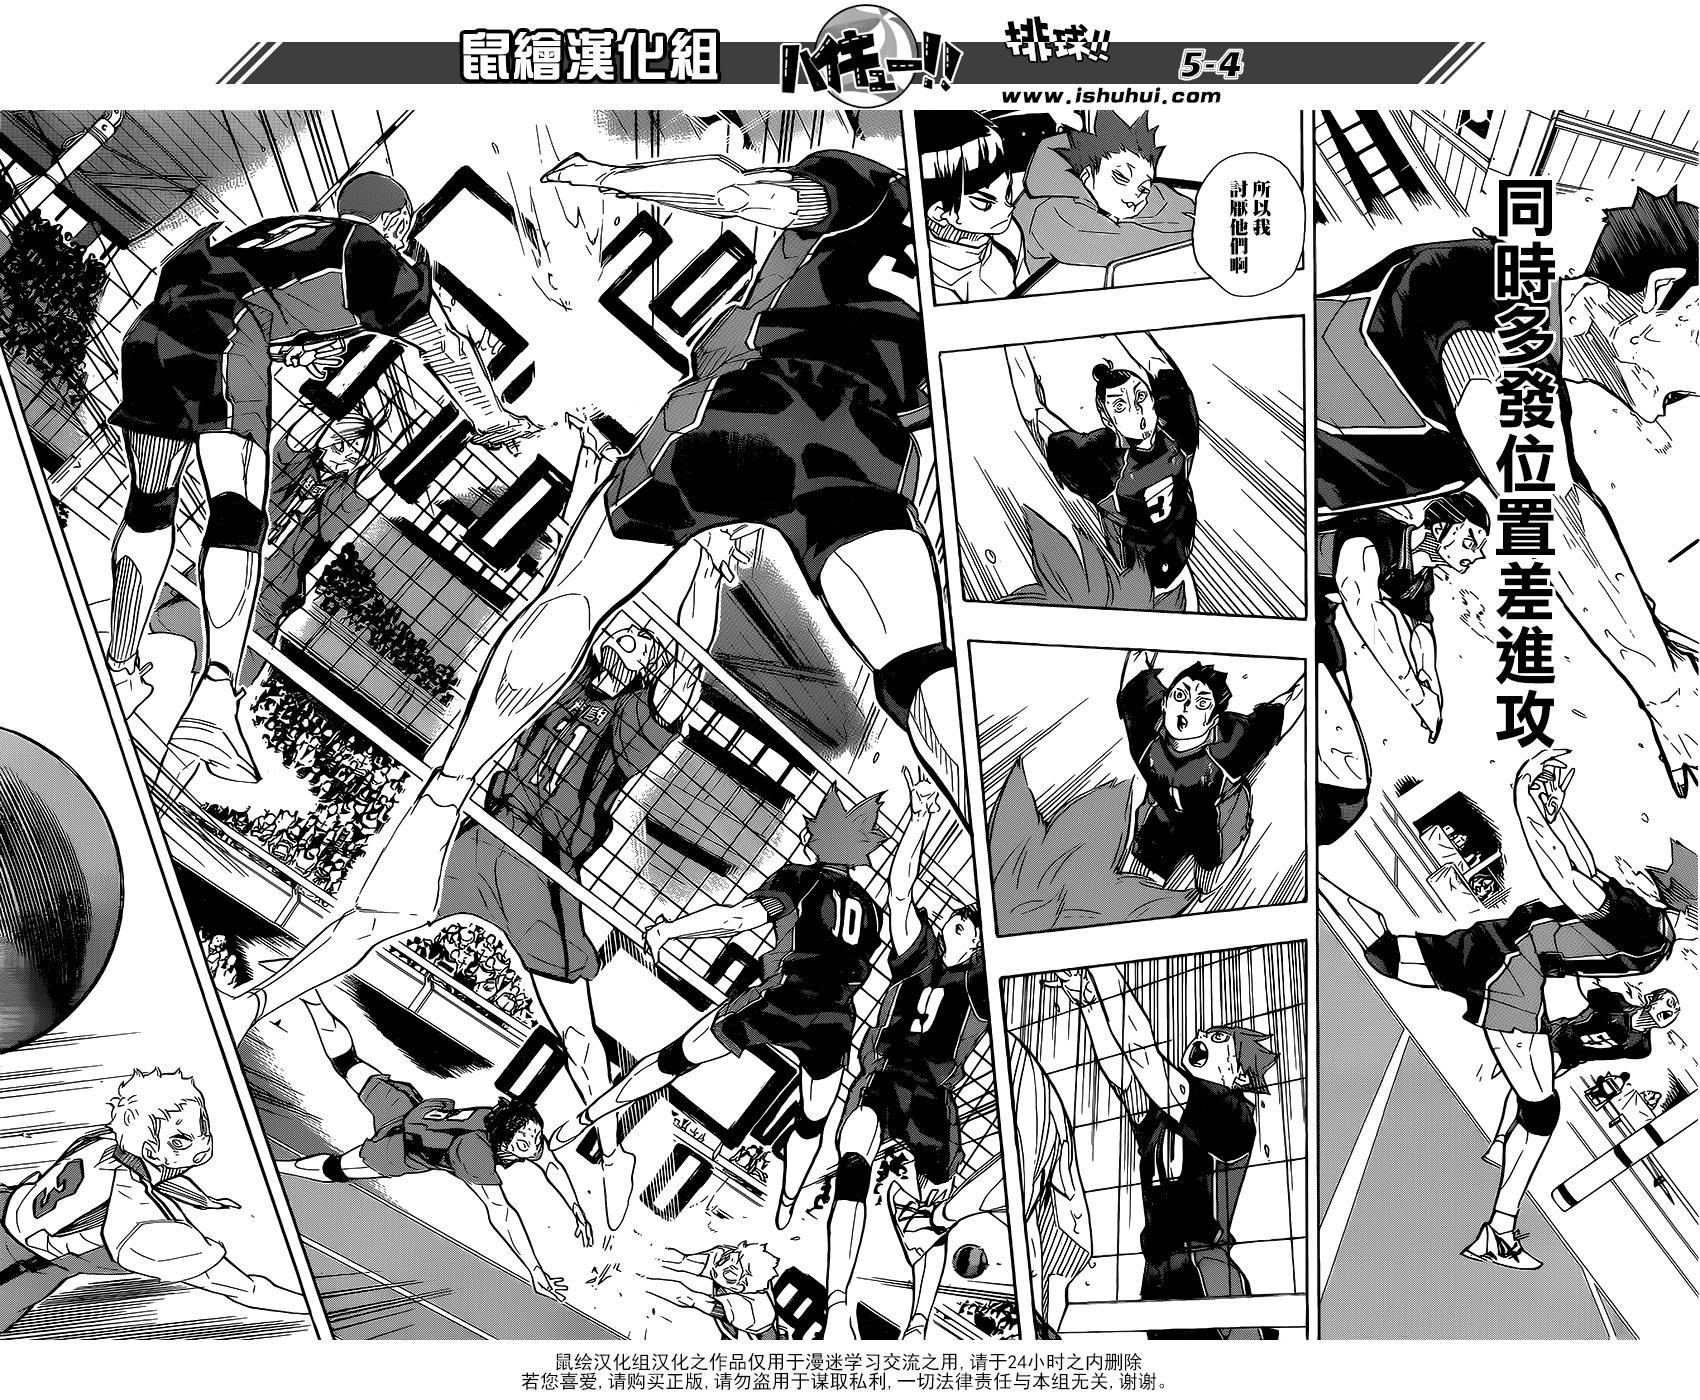 鼠繪漢化組
ハイキュー!!
排球!!
5-4
www.ishuhui.com
同時多發位置差進攻
所以我
討厭他們啊
3
1
10
9
3
鼠绘汉化组汉化之作品仅用于漫迷学习交流之用,请于24小时之内删除
若您喜爱,请购买正版,请勿盗用于谋取私利,一切法律责任与本组无关,谢谢。